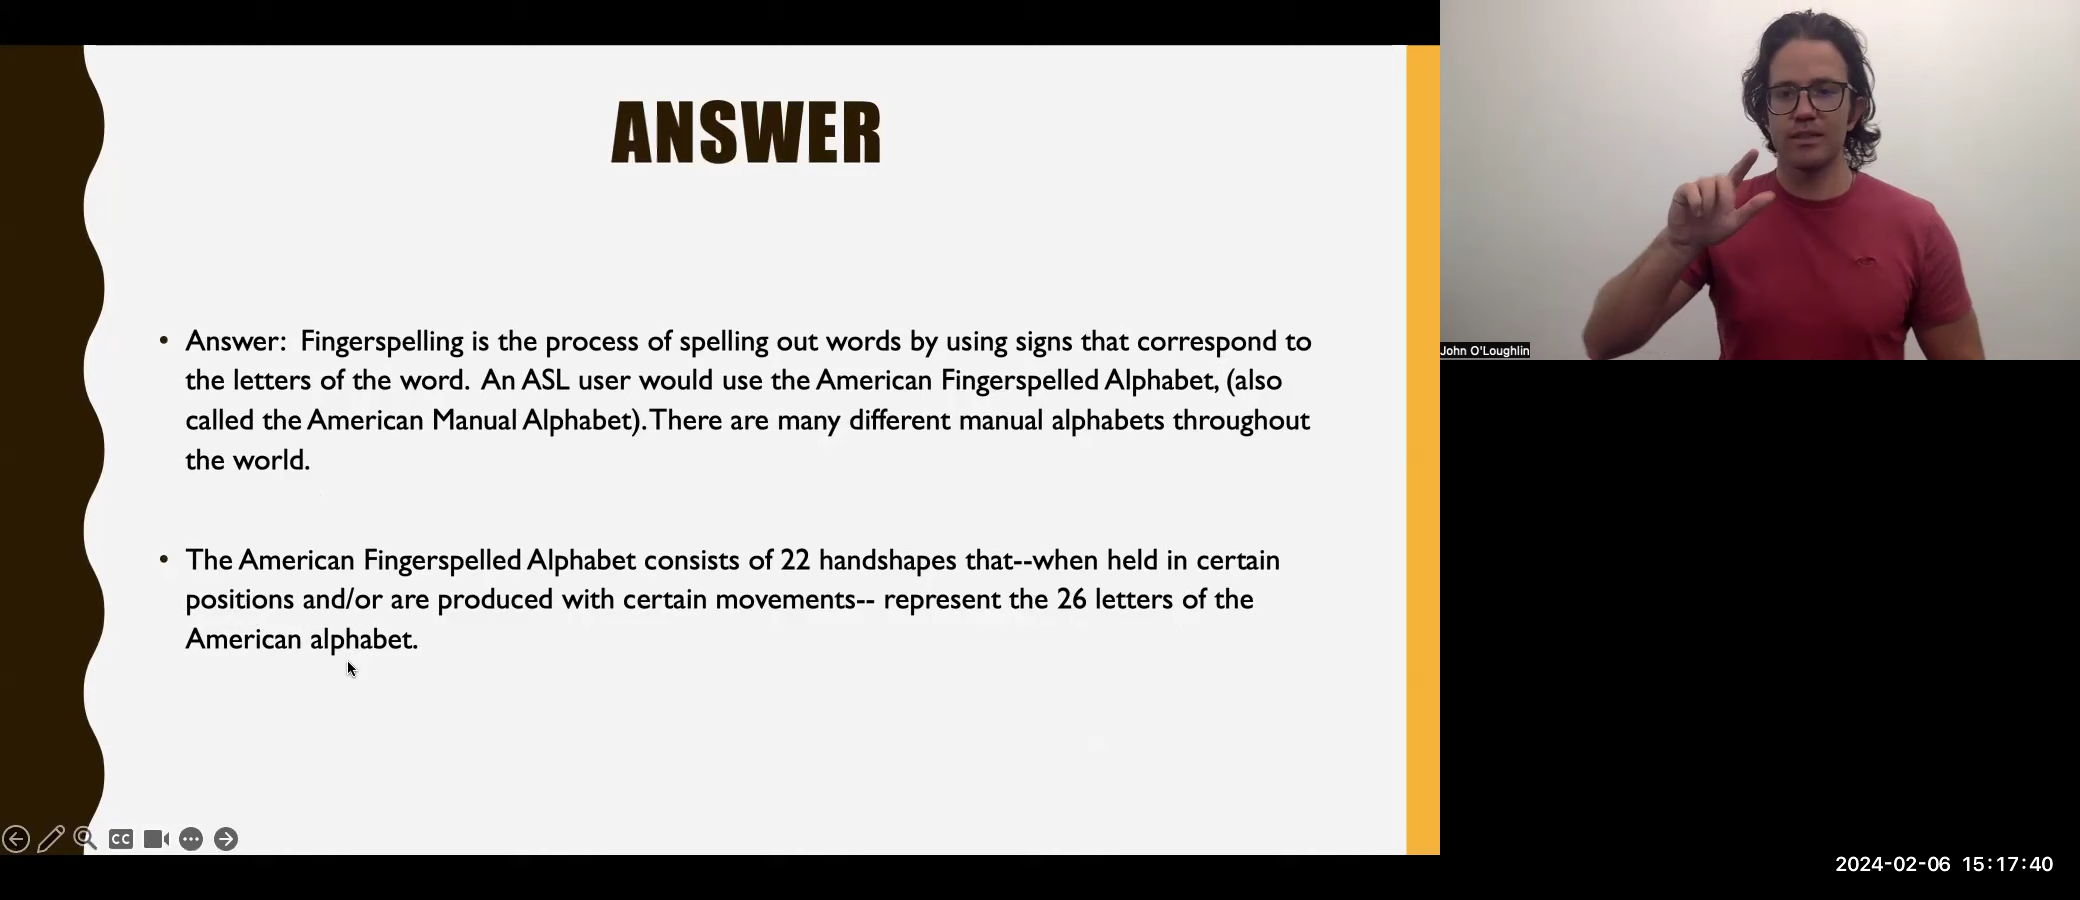 ANSWER
• Answer: Fingerspelling is the process of spelling out words by using signs that correspond to
the letters of the word. An ASL user would use the American Fingerspelled Alphabet, (also
called the American Manual Alphabet). There are many different manual alphabets throughout
the world.
• The American Fingerspelled Alphabet consists of 22 handshapes that--when held in certain
positions and/or are produced with certain movements-- represent the 26 letters of the
American alphabet.
CC
John O'Loughlin
2024-02-06 15:17:40